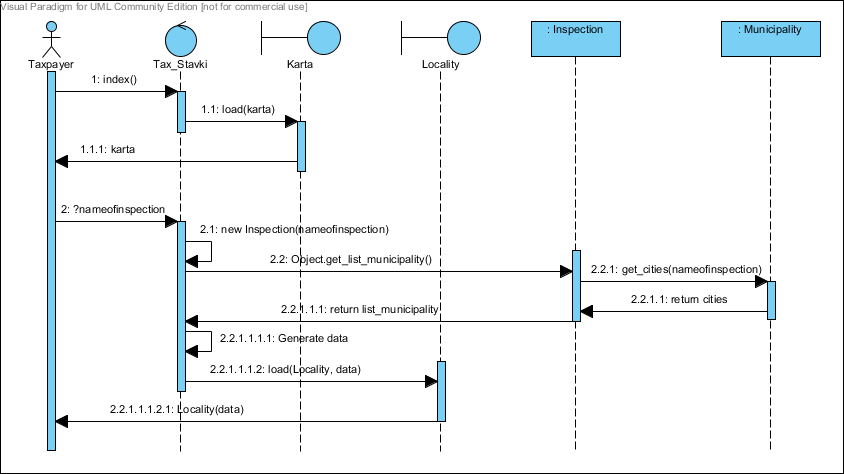 Visual Paradigm for UML Community Edition [not for commercial use]
: Inspection
: Municipality
Taxpayer
Tax_Stavki
Karta
Locality
1: index()
1.1: load(karta)
1.1.1: karta
2: ?nameofinspection
2.1: new Inspection(nameofinspection)
2.2: Object.get_list_municipality()
2.2.1: get_cities(nameofinspection)
2.2.1.1: return cities
2.2.1.1.1: return list_municipality
2.2.1.1.1.1: Generate data
2.2.1.1.1.2: load(Locality, data)
2.2.1.1.1.2.1: Locality(data)